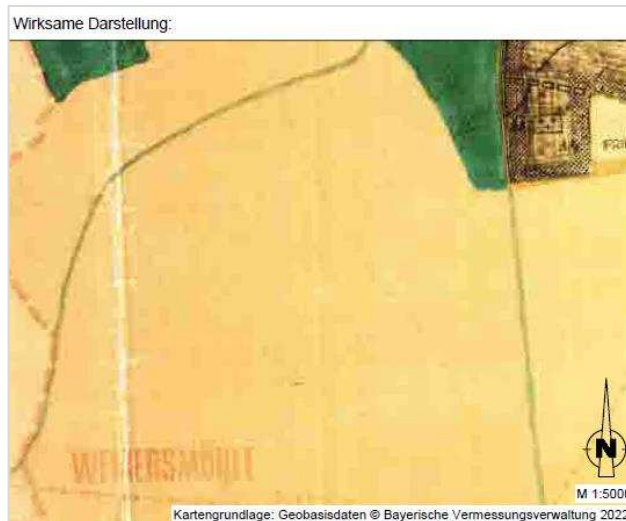 Wirksame Darstellung:
N
M 1:5000
Kartengrundlage: Geobasisdaten © Bayerische Vermessungsverwaltung 2022